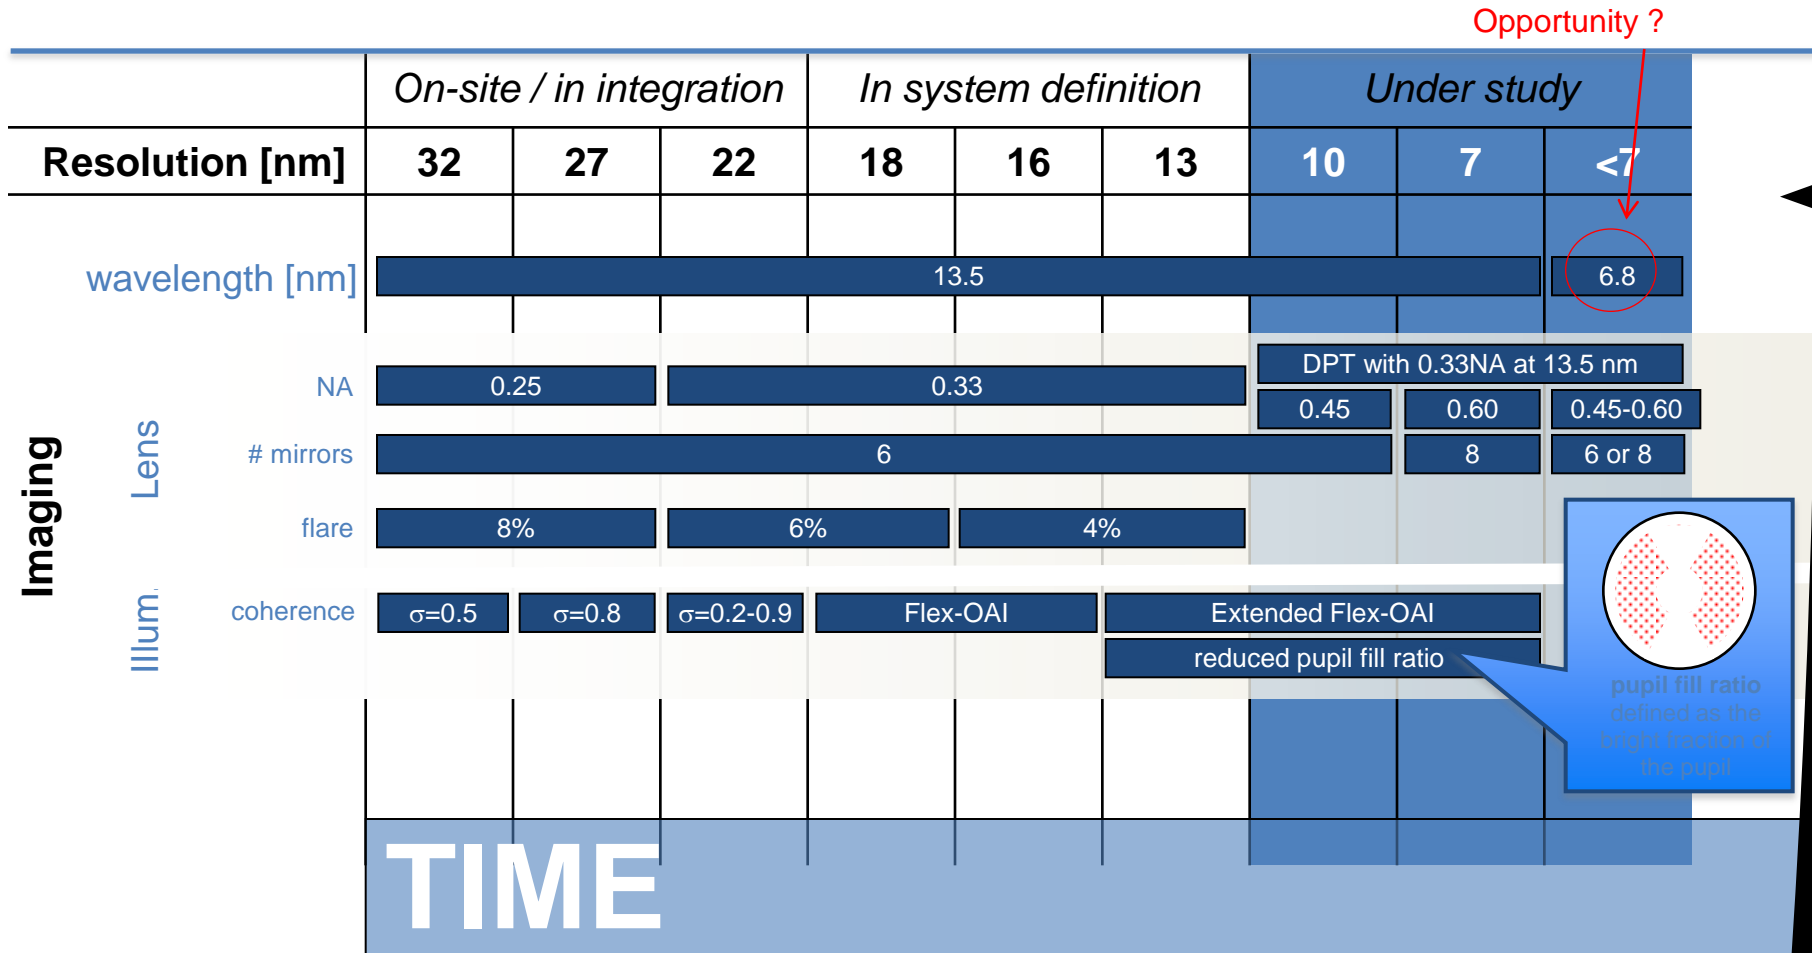 Opportunity ?
On-site / in integration In system definition Under study
Resolution [nm] 32 27 22 18 16 13 10 7 <7
wavelength [nm] 13.5 6.8
Imaging
Lens
NA 0.25 0.33 DPT with 0.33NA at 13.5 nm
0.45 0.60 0.45-0.60
# mirrors 6 8 6 or 8
flare 8% 6% 4%
Illum.
coherence σ=0.5 σ=0.8 σ=0.2-0.9 Flex-OAI Extended Flex-OAI
reduced pupil fill ratio
pupil fill ratio
defined as the
bright fraction of
the pupil
TIME